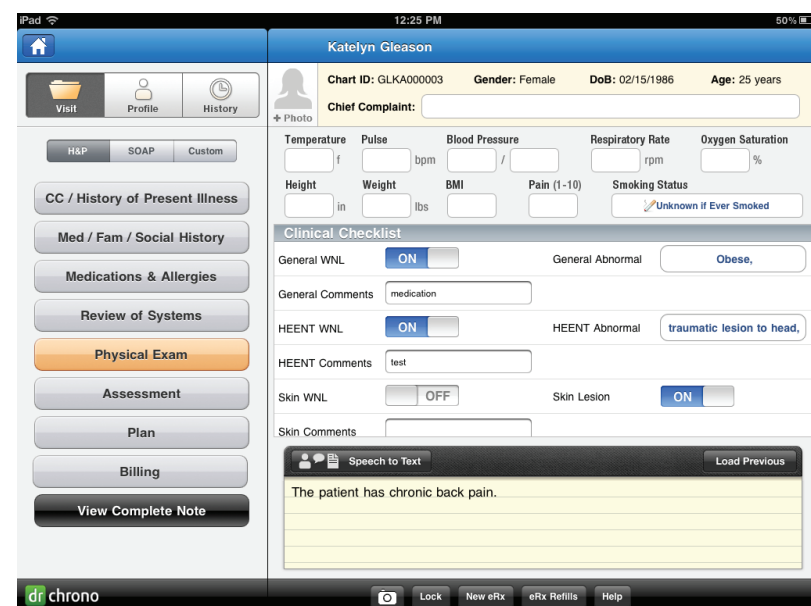 iPad 12:25 PM 50%
Katelyn Gleason
Visit Profile History
H&P SOAP Custom
CC / History of Present Illness
Med / Fam / Social History
Medications & Allergies
Review of Systems
Physical Exam
Assessment
Plan
Billing
View Complete Note
+ Photo
Chart ID: GLKA000003 Gender: Female DoB: 02/15/1986 Age: 25 years
Chief Complaint:
Temperature Pulse Blood Pressure Respiratory Rate Oxygen Saturation
f bpm / rpm %
Height Weight BMI Pain (1-10) Smoking Status
in lbs Unknown if Ever Smoked
Clinical Checklist
General WNL ON General Abnormal Obese,
General Comments medication
HEENT WNL ON HEENT Abnormal traumatic lesion to head,
HEENT Comments test
Skin WNL OFF Skin Lesion ON
Skin Comments
Speech to Text Load Previous
The patient has chronic back pain.
dr chrono Lock New eRx eRx Refills Help